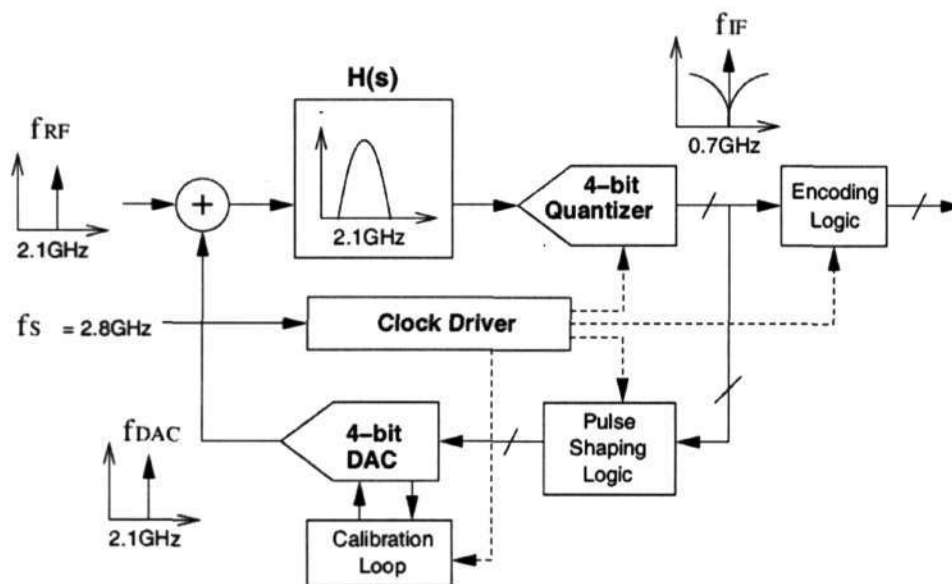 fIF
H(s)
fRF
0.7GHz
4-bit
Quantizer
Encoding
Logic
+
2.1GHz
2.1GHz
fS = 2.8GHz
Clock Driver
fDAC
4-bit
DAC
Pulse
Shaping
Logic
2.1GHz
Calibration
Loop